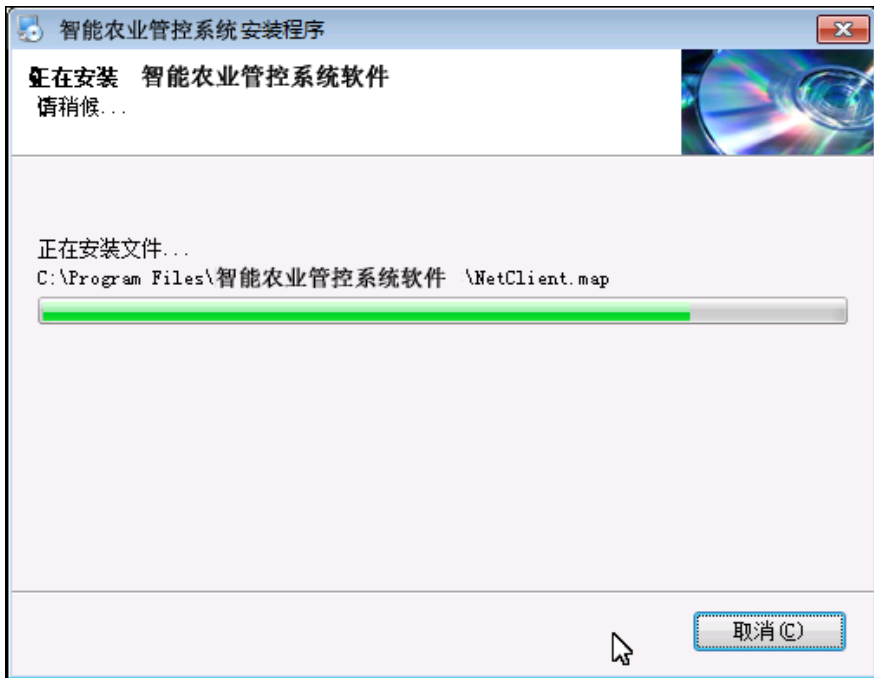 智能农业管控系统安装程序
正在安装 智能农业管控系统软件
请稍候...
正在安装文件...
C:\Program Files\智能农业管控系统软件 \NetClient.map
取消(C)